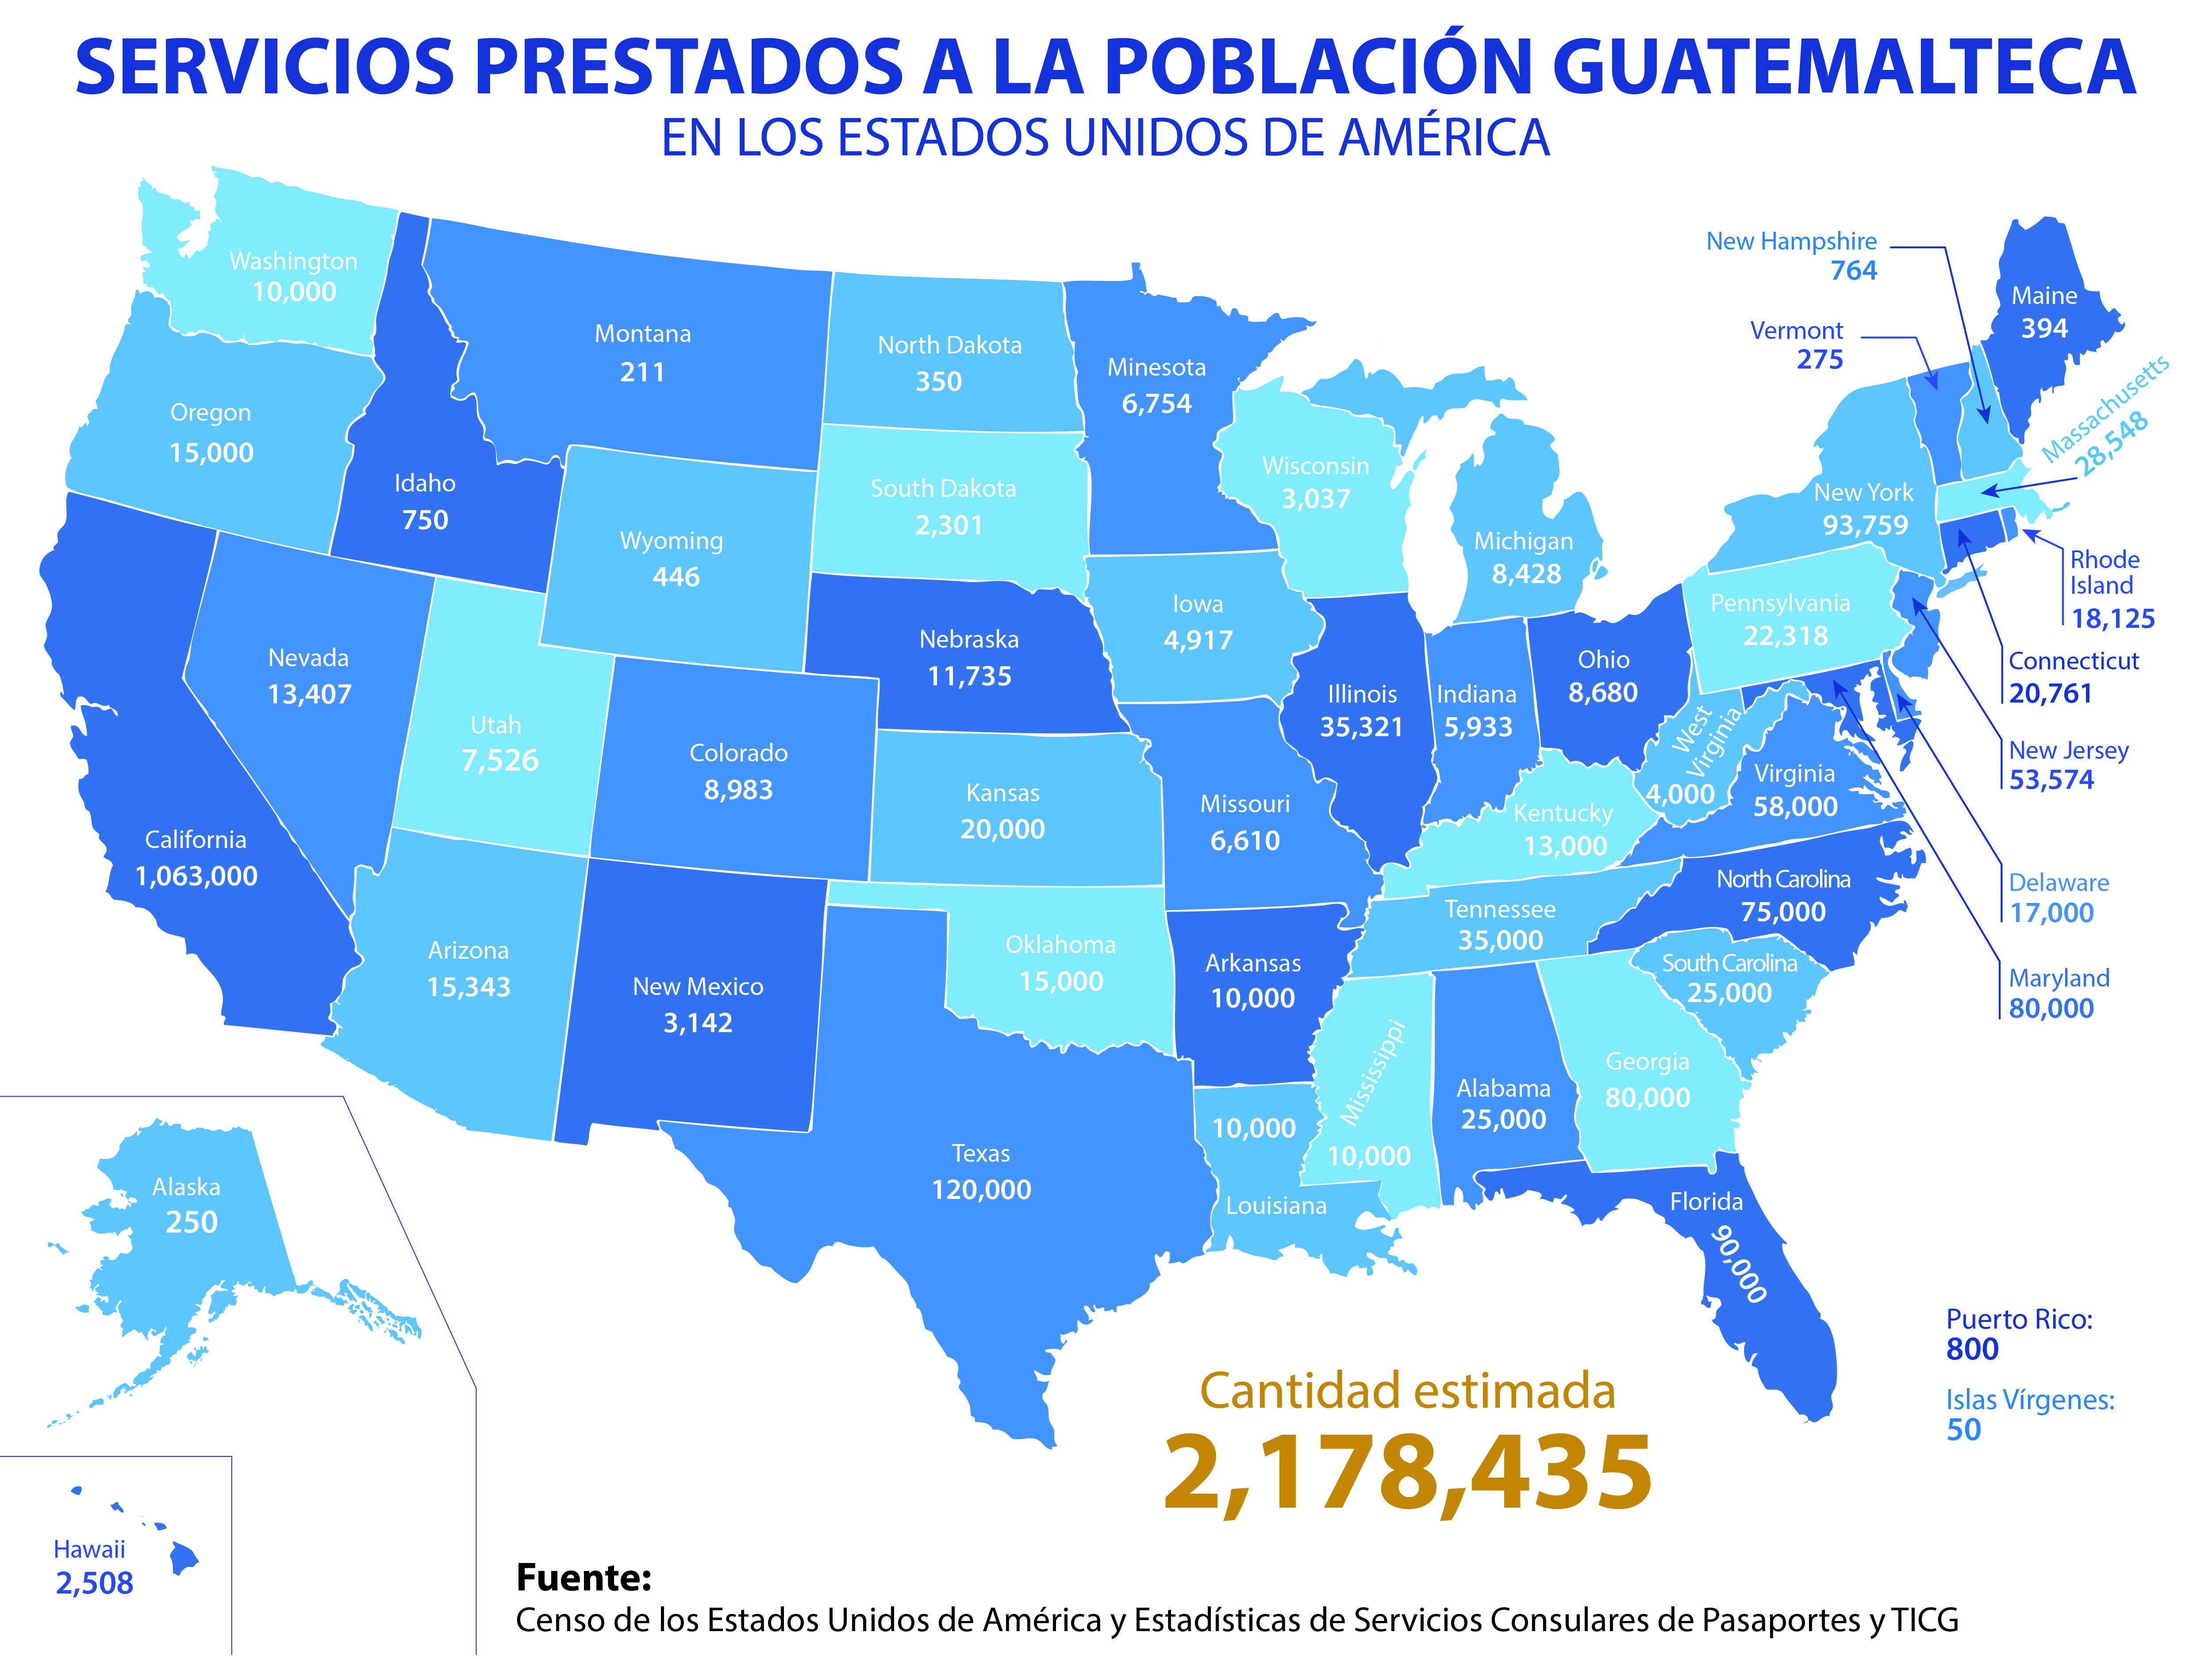 SERVICIOS PRESTADOS A LA POBLACIÓN GUATEMALTECA
EN LOS ESTADOS UNIDOS DE AMÉRICA
Washington
10,000
Oregon
15,000
Idaho
750
Montana
211
North Dakota
350
Minesota
6,754
South Dakota
2,301
Wyoming
446
Wisconsin
3,037
Michigan
8,428
New Hampshire
764
Vermont
275
Maine
394
Massachusetts
28,548
New York
93,759
Rhode
Island
18,125
Connecticut
20,761
New Jersey
53,574
Delaware
17,000
Maryland
80,000
Pennsylvania
22,318
California
1,063,000
Nevada
13,407
Utah
7,526
Colorado
8,983
Nebraska
11,735
Iowa
4,917
Illinois
35,321
Indiana
5,933
Ohio
8,680
West
Virginia
4,000
Virginia
58,000
Kentucky
13,000
Kansas
20,000
Missouri
6,610
North Carolina
75,000
Tennessee
35,000
South Carolina
25,000
Arizona
15,343
New Mexico
3,142
Oklahoma
15,000
Arkansas
10,000
Texas
120,000
10,000
Louisiana
Mississippi
10,000
Alabama
25,000
Georgia
80,000
Florida
90,000
Alaska
250
Hawaii
2,508
Puerto Rico:
800
Islas Vírgenes:
50
Cantidad estimada
2,178,435
Fuente:
Censo de los Estados Unidos de América y Estadísticas de Servicios Consulares de Pasaportes y TICG